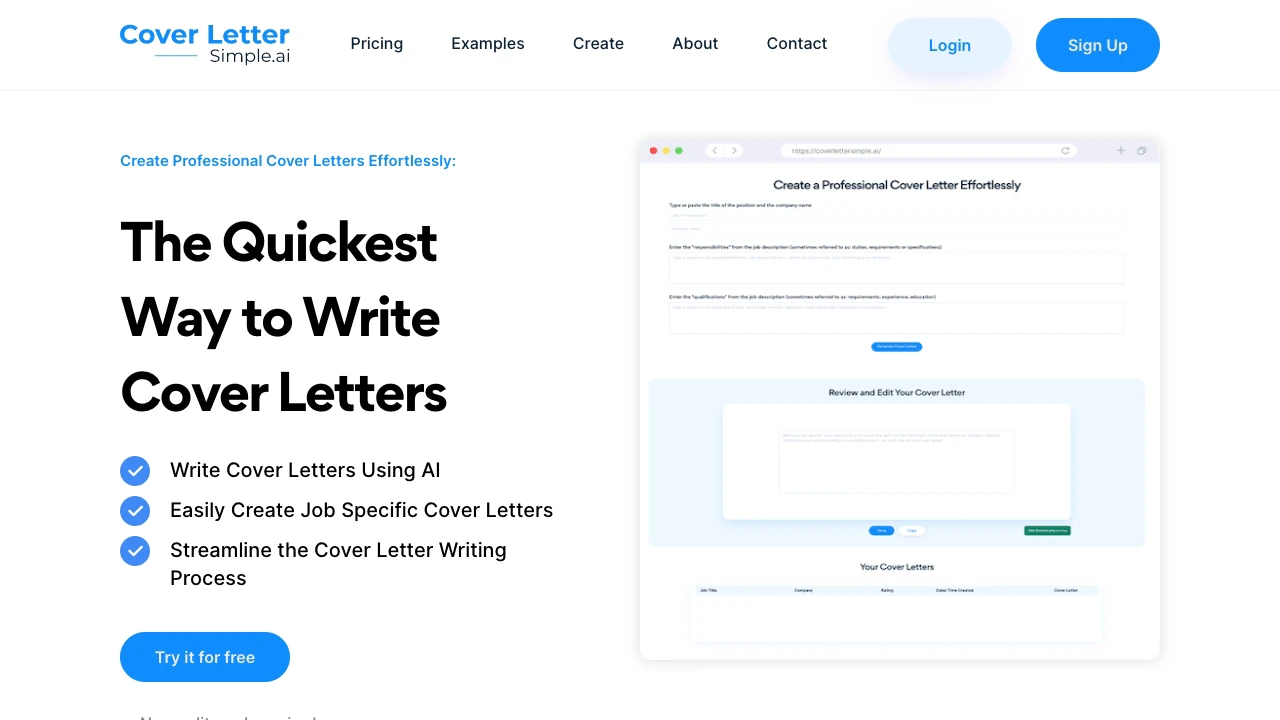 Cover Letter
Simple.ai
Pricing
Examples
Create
About
Contact
Login
Sign Up
Create Professional Cover Letters Effortlessly:
The Quickest
Way to Write
Cover Letters
Write Cover Letters Using AI
Easily Create Job Specific Cover Letters
Streamline the Cover Letter Writing
Process
Try it for free
https://coverlettersimple.ai/
Create a Professional Cover Letter Effortlessly
Type or paste the title of the position and the company name
Enter the "responsibilities" from the job description (sometimes referred to as: duties, requirements or specifications)
Enter the "qualifications" from the job description (sometimes referred to as: requirements, experience, education)
Generate Cover Letter
Review and Edit Your Cover Letter
Save
Copy
Your Cover Letters
Job Title
Company
Rating
Date/Time Created
Cover Letter